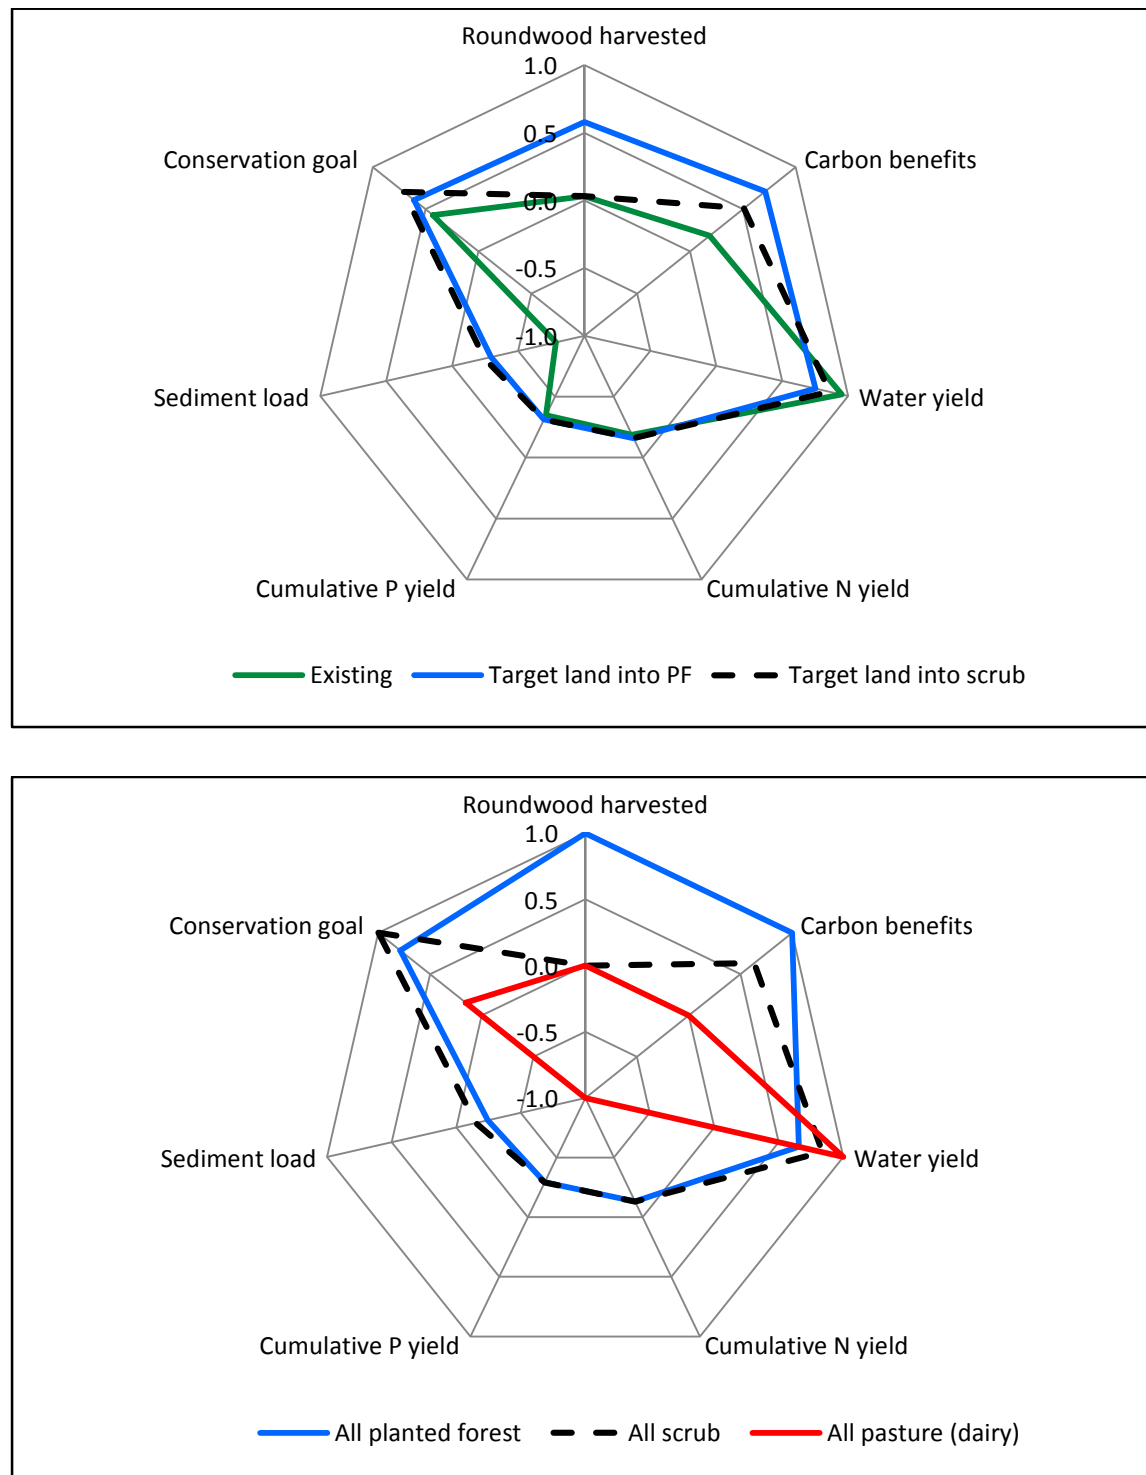 Roundwood harvested
1.0
0.5
Conservation goal
Carbon benefits
0.0
-0.5
-1.0
Sediment load
Water yield
Cumulative P yield
Cumulative N yield
Existing Target land into PF Target land into scrub
Roundwood harvested
1.0
0.5
Conservation goal
Carbon benefits
0.0
-0.5
-1.0
Sediment load
Water yield
Cumulative P yield
Cumulative N yield
All planted forest All scrub All pasture (dairy)